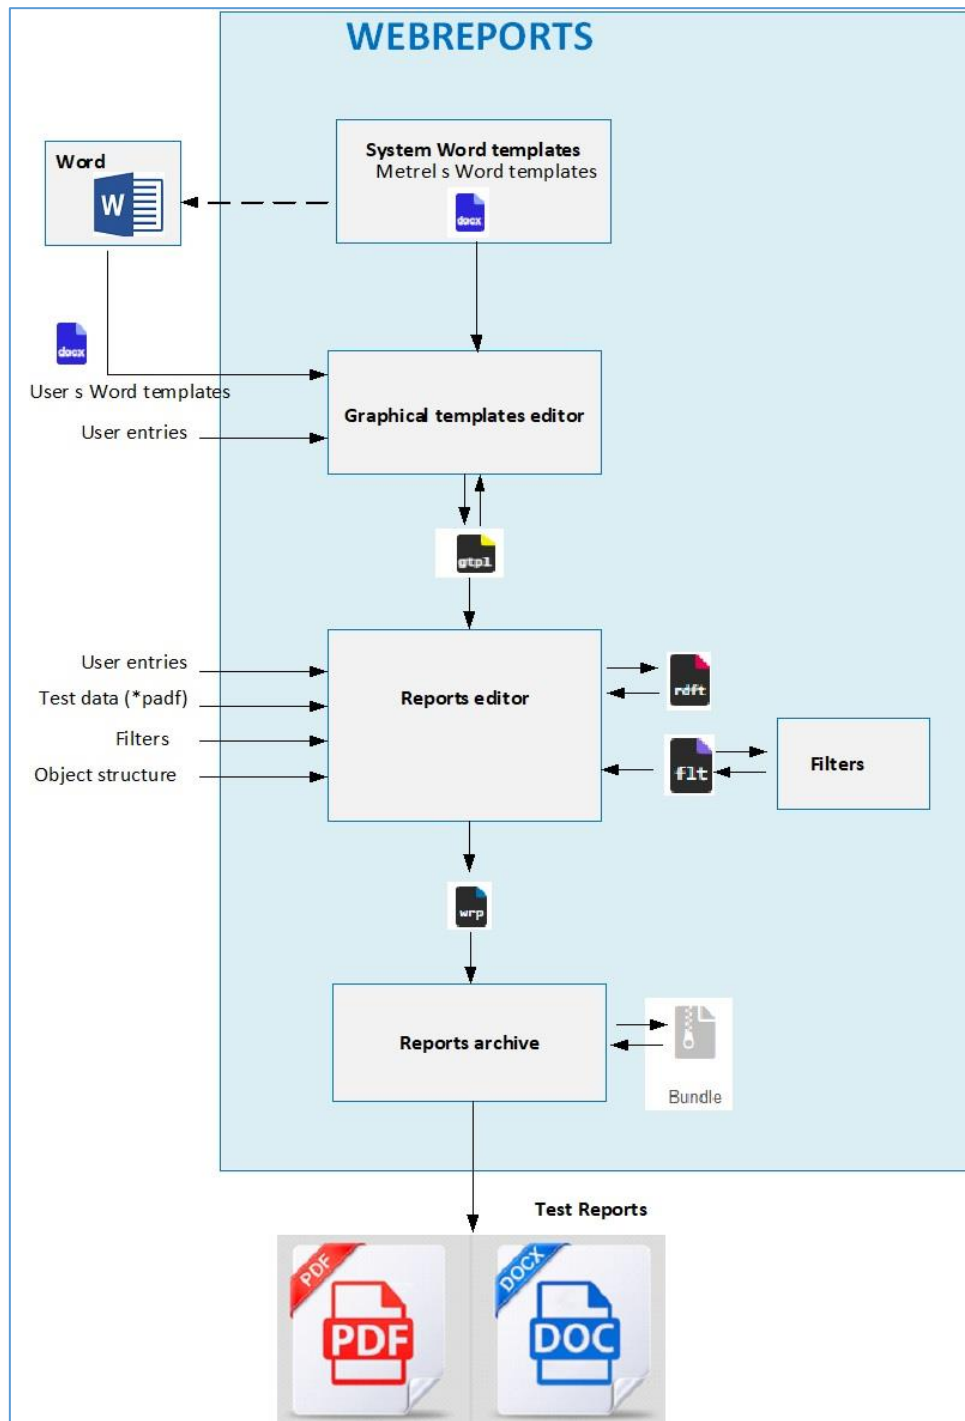 WEBREPORTS
System Word templates
Metrel s Word templates
docx
Word
W
docx
User s Word templates
User entries
Graphical templates editor
gtpl
User entries
Test data (*padf)
Filters
Object structure
Reports editor
rdft
flt
Filters
wrp
Reports archive
Bundle
Test Reports
PDF
PDF
DOCX
DOC